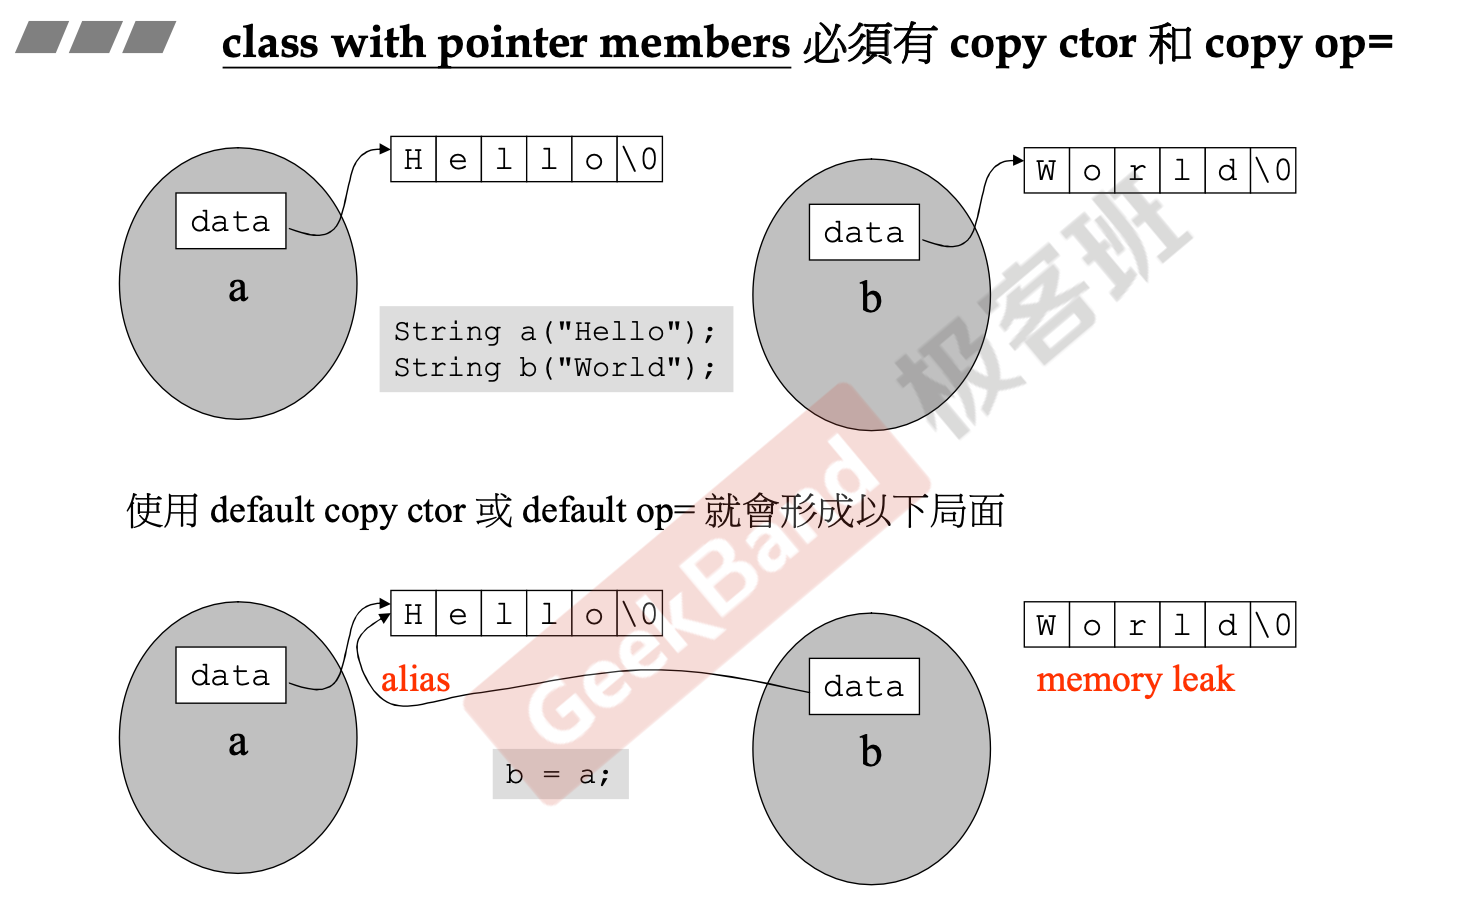 class with pointer members 必須有 copy ctor 和 copy op=
H e l l o \0
W o r l d \0
data
data
a
b
String a("Hello");
String b("World");
极客班
GeekBand
使用 default copy ctor 或 default op= 就會形成以下局面
H e l l o \0
W o r l d \0
data
alias
data
memory leak
a
b
b = a;